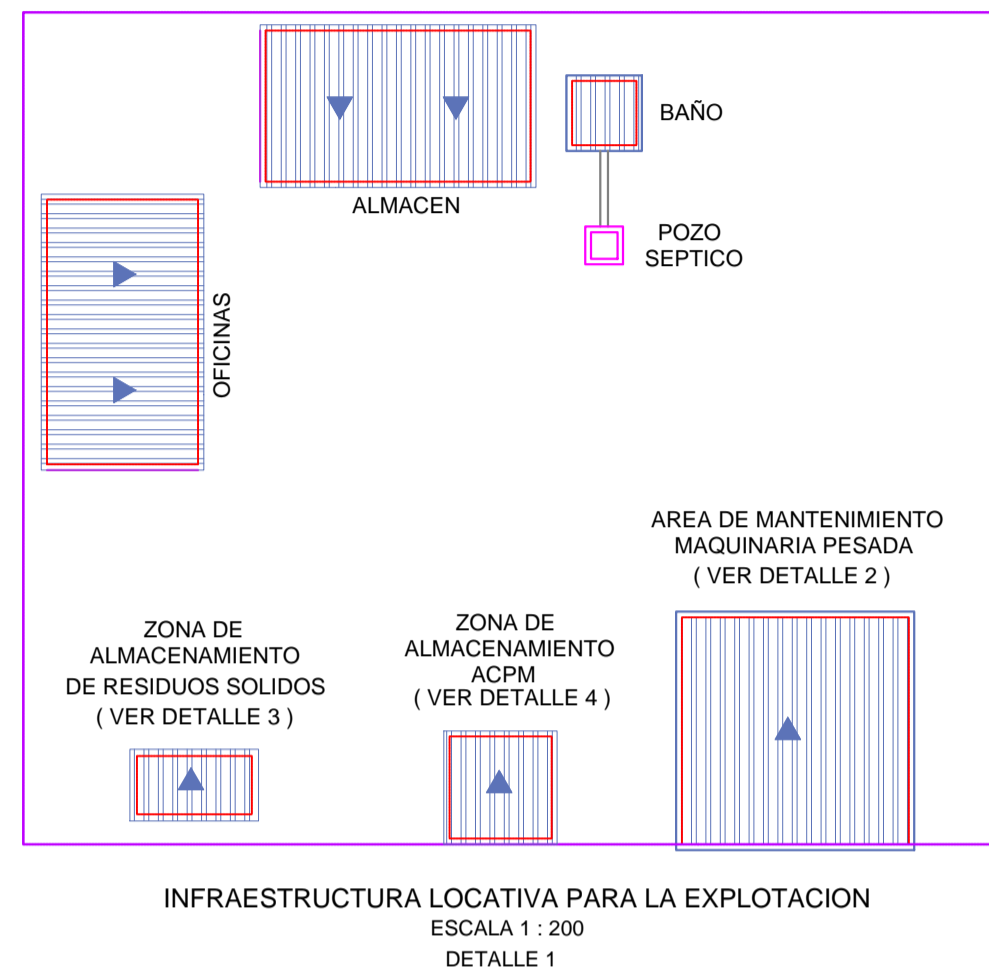 ALMACEN
BAÑO
POZO
SEPTICO
OFICINAS
AREA DE MANTENIMIENTO
MAQUINARIA PESADA
( VER DETALLE 2 )
ZONA DE
ALMACENAMIENTO
DE RESIDUOS SOLIDOS
( VER DETALLE 3 )
ZONA DE
ALMACENAMIENTO
ACPM
( VER DETALLE 4 )
INFRAESTRUCTURA LOCATIVA PARA LA EXPLOTACION
ESCALA 1 : 200
DETALLE 1